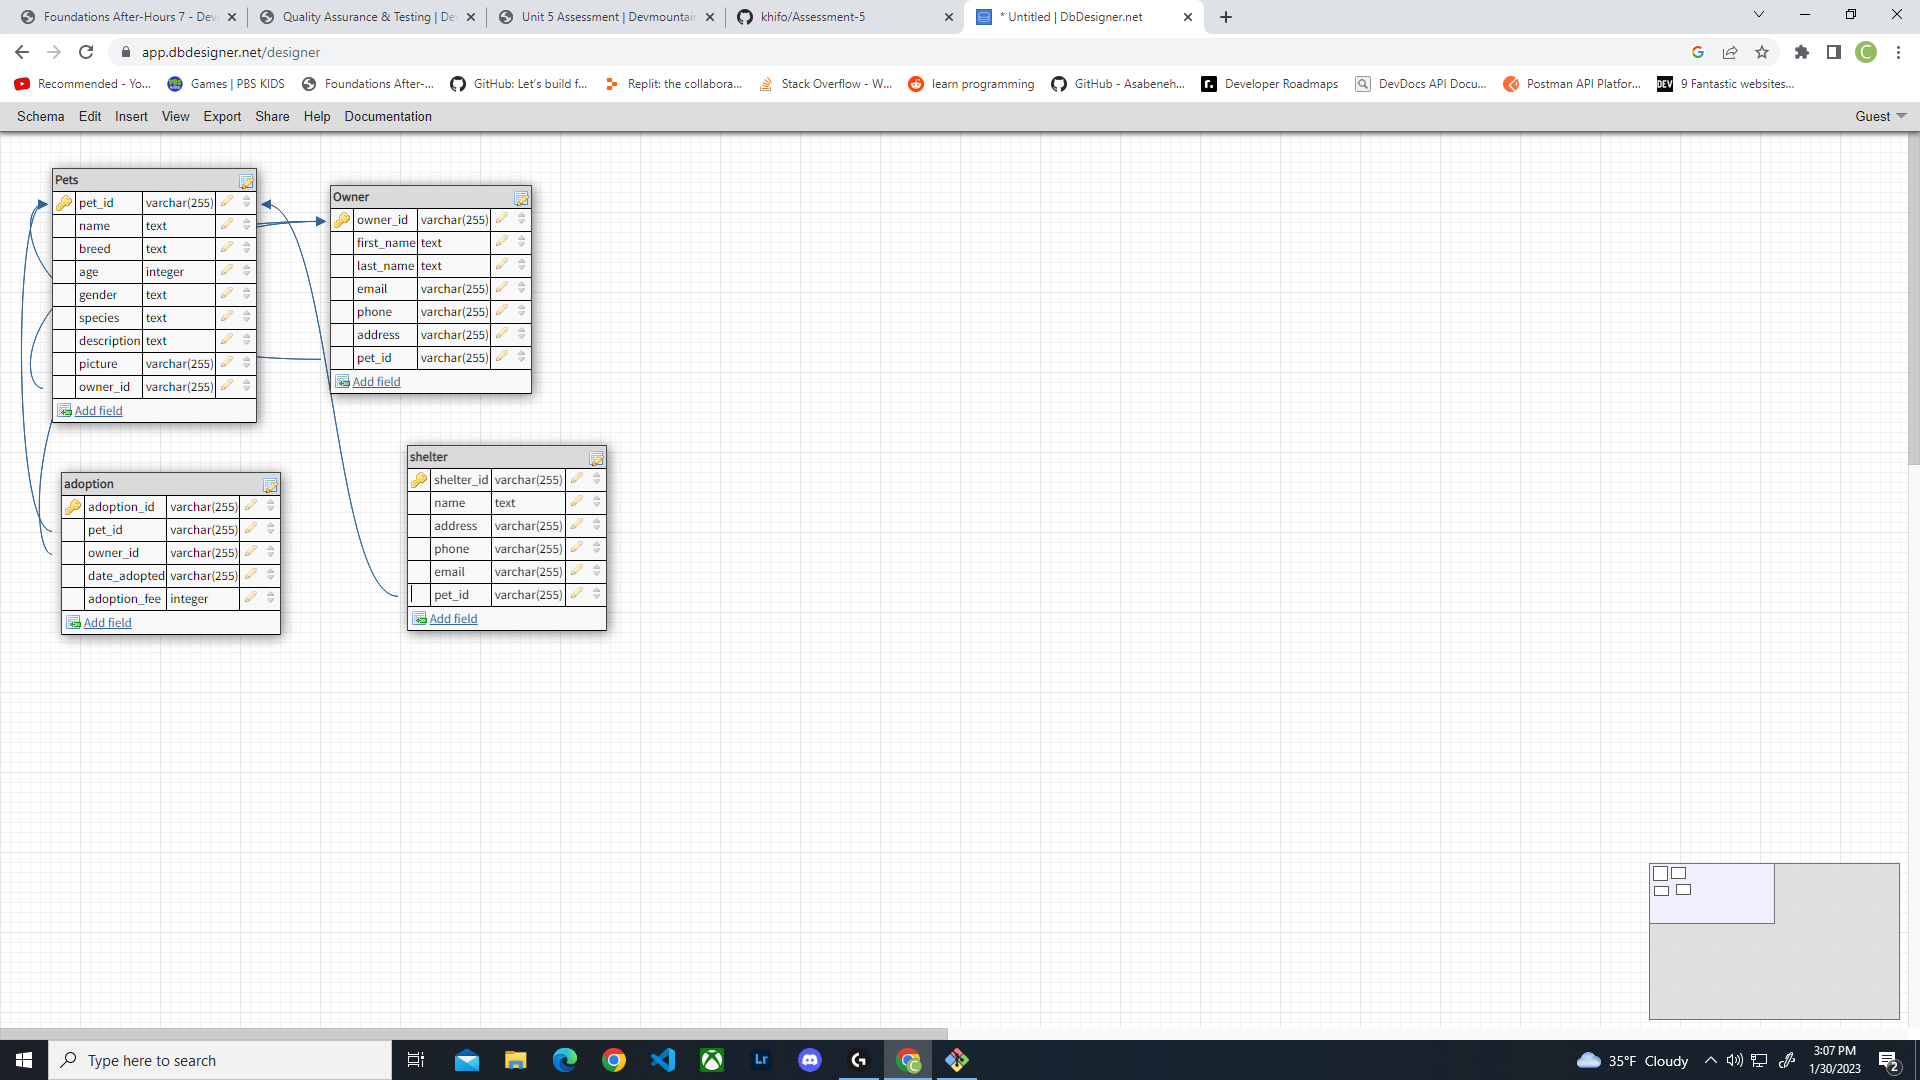 Foundations After-Hours 7 - Dev
Quality Assurance & Testing | De
Unit 5 Assessment | Devmountain
khifo/Assessment-5
* Untitled | DbDesigner.net
app.dbdesigner.net/designer
Recommended - Yo...
Games | PBS KIDS
Foundations After-...
GitHub: Let's build f...
Replit: the collabora...
Stack Overflow - W...
learn programming
GitHub - Asabeneh...
Developer Roadmaps
DevDocs API Docu...
Postman API Platfor...
9 Fantastic websites...
Schema Edit Insert View Export Share Help Documentation
Guest
Pets
pet_id varchar(255)
name text
breed text
age integer
gender text
species text
description text
picture varchar(255)
owner_id varchar(255)
Add field
Owner
owner_id varchar(255)
first_name text
last_name text
email varchar(255)
phone varchar(255)
address varchar(255)
pet_id varchar(255)
Add field
adoption
adoption_id varchar(255)
pet_id varchar(255)
owner_id varchar(255)
date_adopted varchar(255)
adoption_fee integer
Add field
shelter
shelter_id varchar(255)
name text
address varchar(255)
phone varchar(255)
email varchar(255)
pet_id varchar(255)
Add field
Type here to search
Lr
35°F Cloudy
3:07 PM
1/30/2023
2